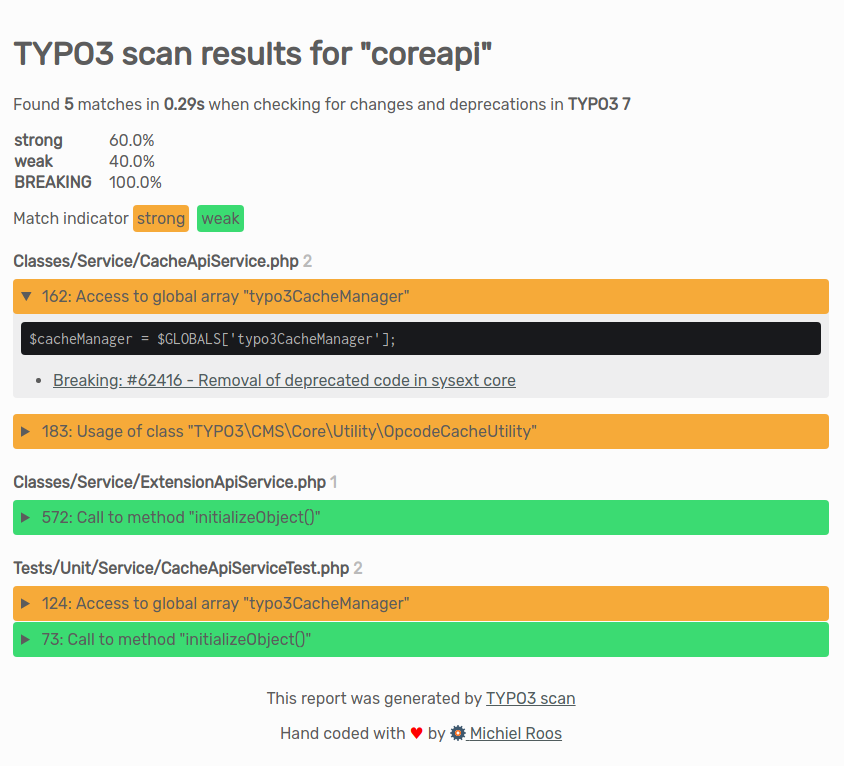 TYPO3 scan results for "coreapi"
Found 5 matches in 0.29s when checking for changes and deprecations in TYPO3 7
strong 60.0%
weak 40.0%
BREAKING 100.0%
Match indicator strong weak
Classes/Service/CacheApiService.php 2
162: Access to global array "typo3CacheManager"
$cacheManager = $GLOBALS['typo3CacheManager'];
Breaking: #62416 - Removal of deprecated code in sysext core
183: Usage of class "TYPO3\CMS\Core\Utility\OpcodeCacheUtility"
Classes/Service/ExtensionApiService.php 1
572: Call to method "initializeObject()"
Tests/Unit/Service/CacheApiServiceTest.php 2
124: Access to global array "typo3CacheManager"
73: Call to method "initializeObject()"
This report was generated by TYPO3 scan
Hand coded with ♥ by Michiel Roos